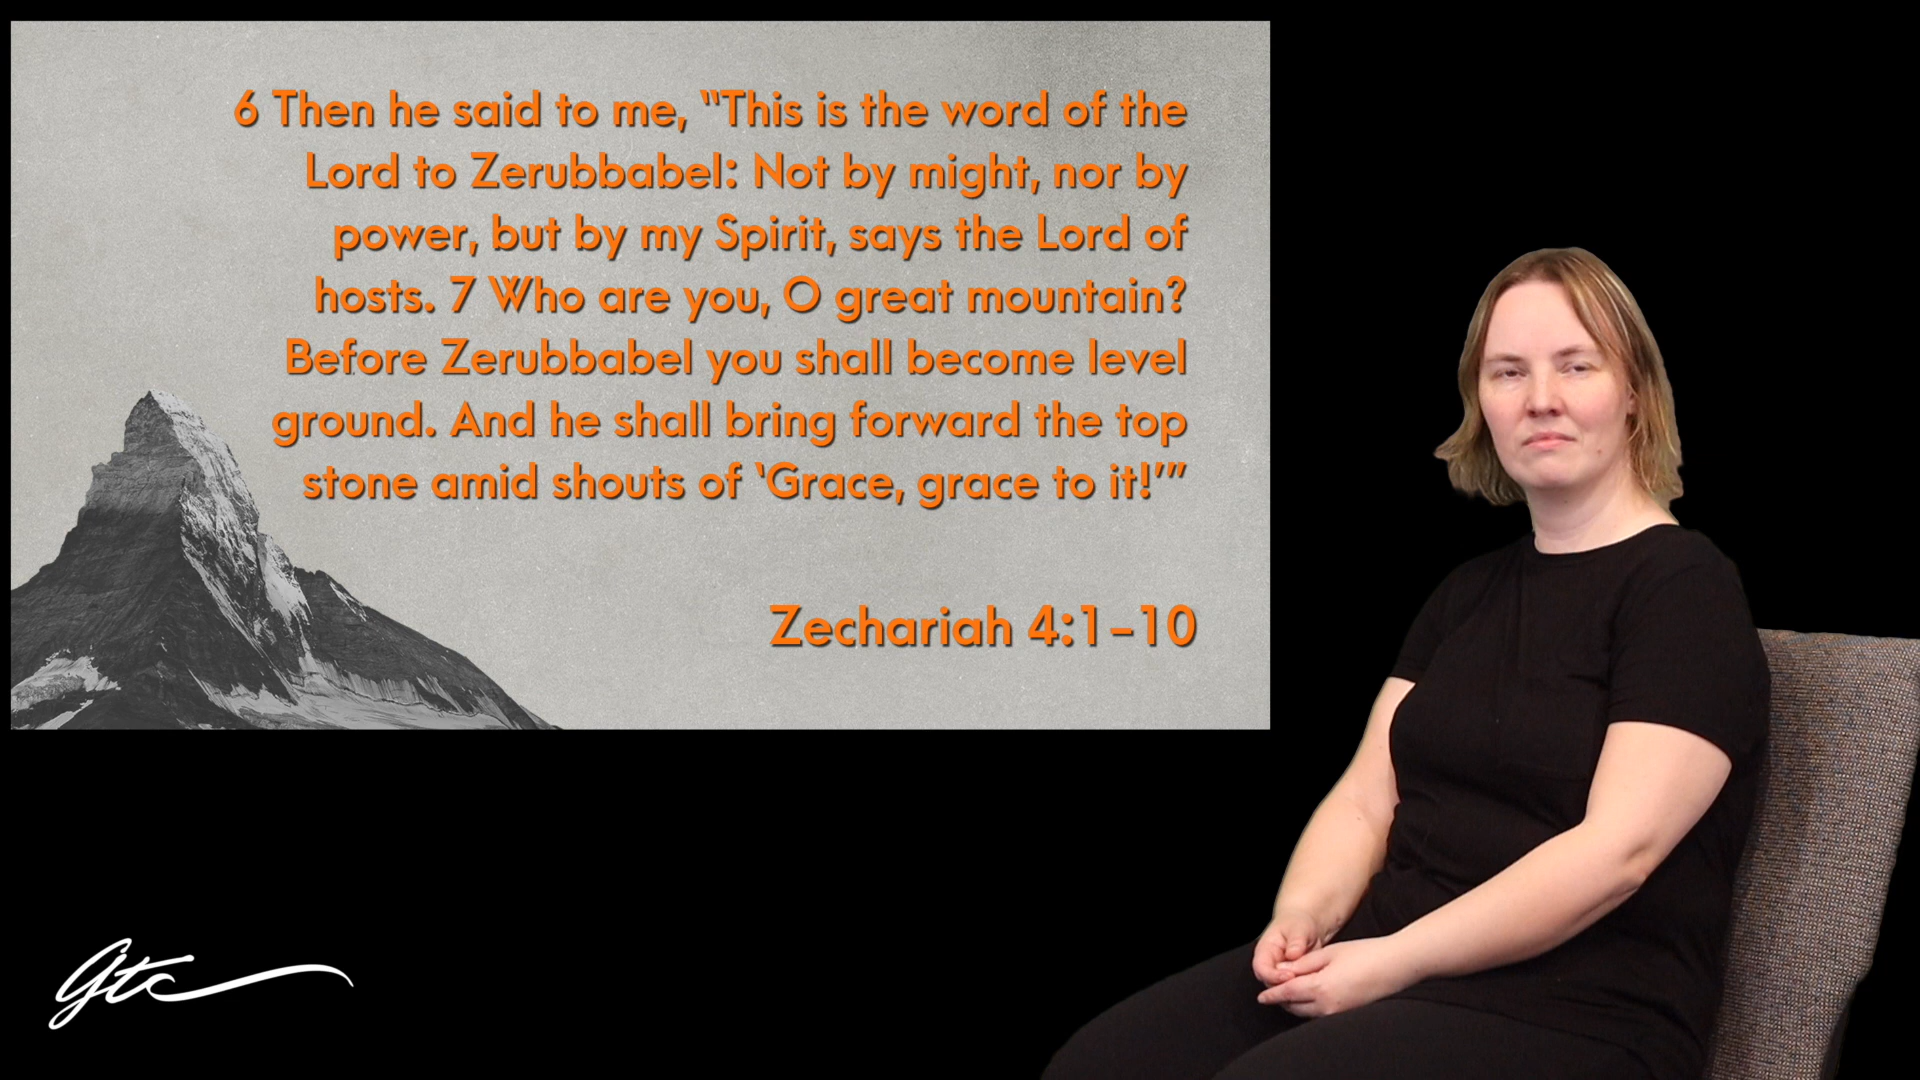 6 Then he said to me, “This is the word of the
Lord to Zerubbabel: Not by might, nor by
power, but by my Spirit, says the Lord of
hosts. 7 Who are you, O great mountain?
Before Zerubbabel you shall become level
ground. And he shall bring forward the top
stone amid shouts of ‘Grace, grace to it!’”
Zechariah 4:1-10
gtc